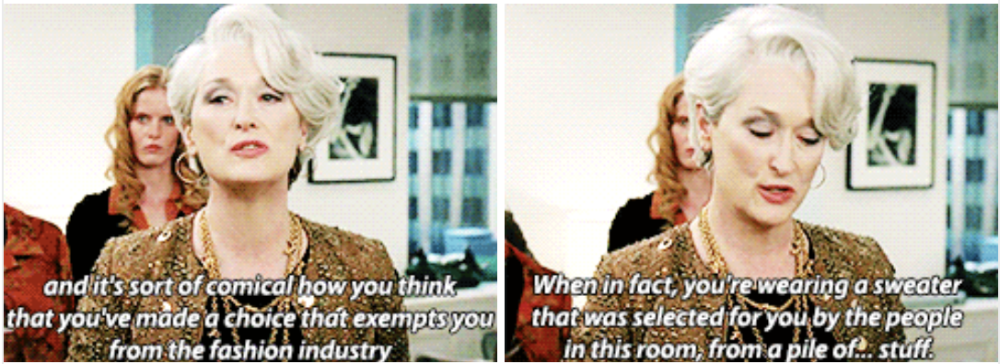 and it's sort of comical how you think
that you've made a choice that exempts you
from the fashion industry
When in fact, you're wearing a sweater
that was selected for you by the people
in this room, from a pile of... stuff.